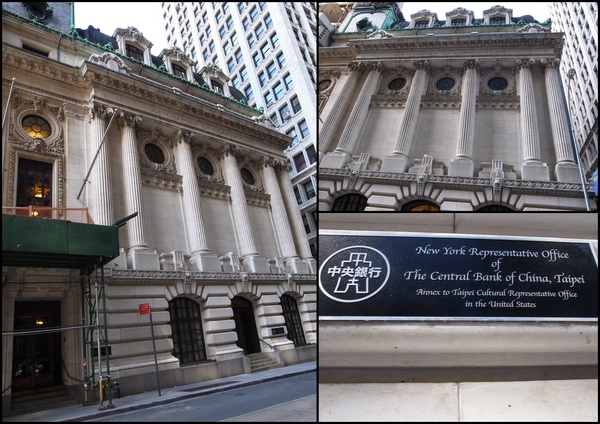 中央銀行
New York Representative Office
of
The Central Bank of China, Taipei
Annex to Taipei Cultural Representative Office
in the United States